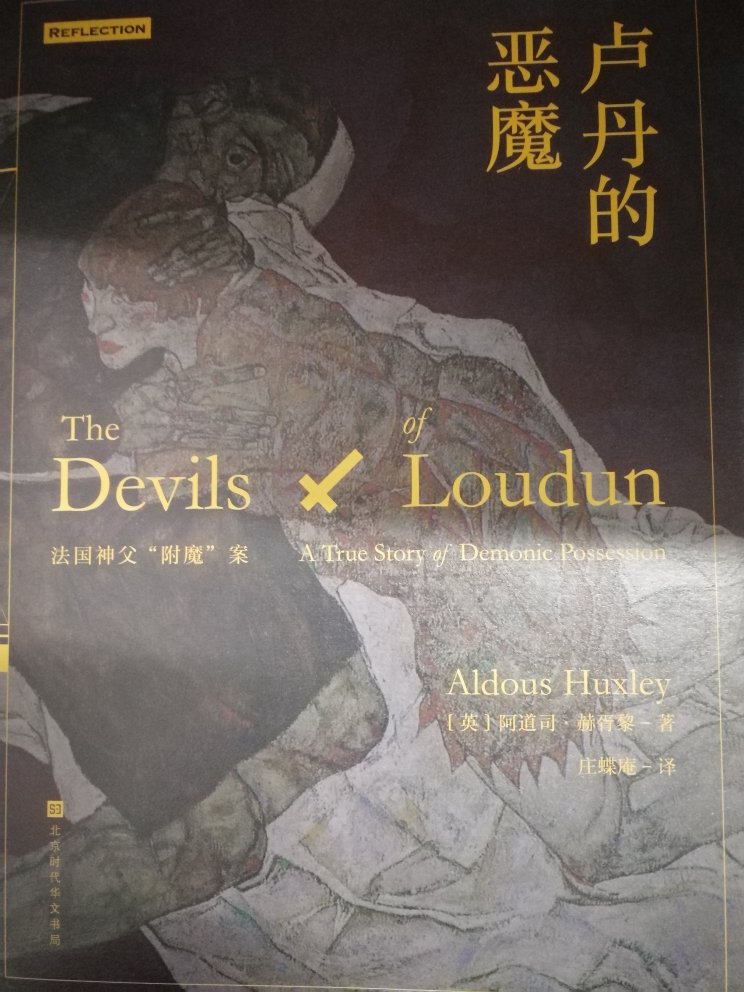 REFLECTION
卢丹的
恶魔
The
Devils
of
Loudun
法国神父“附魔”案
A True Story of Demonic Possession
Aldous Huxley
[英]阿道司·赫胥黎-著
庄蝶庵-译
北京时代华文书局